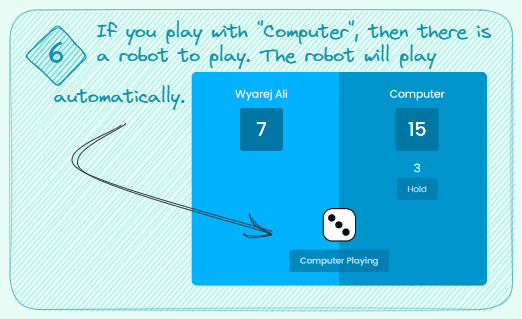 6
If you play with "Computer", then there is
a robot to play. The robot will play
automatically.
Wyarej Ali
Computer
7
15
3
Hold
Computer Playing